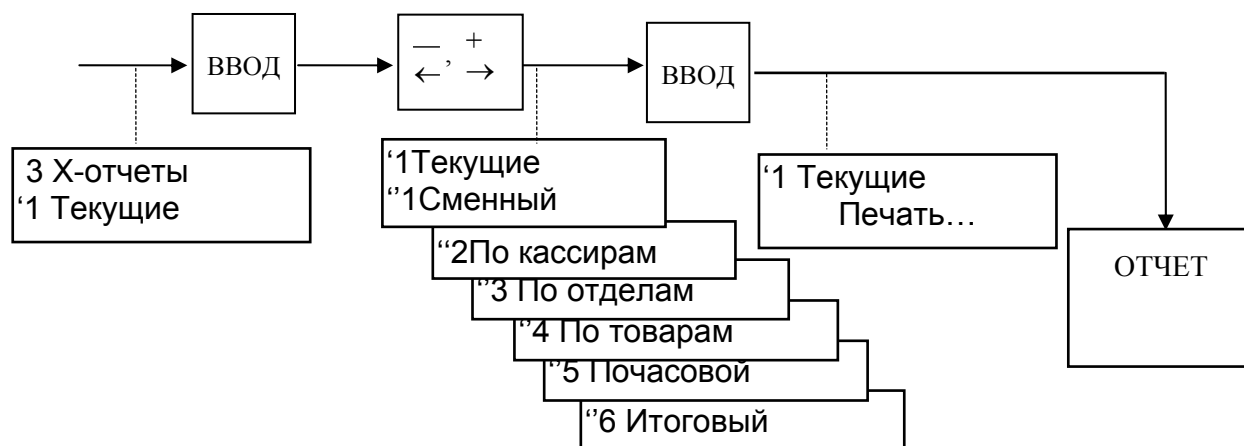 ВВОД
— +
← , →
ВВОД
3 Х-отчеты
‘1 Текущие
‘1Текущие
‘’1Сменный
‘‘2По кассирам
‘’3 По отделам
‘’4 По товарам
‘’5 Почасовой
‘’6 Итоговый
‘1 Текущие
Печать…
ОТЧЕТ